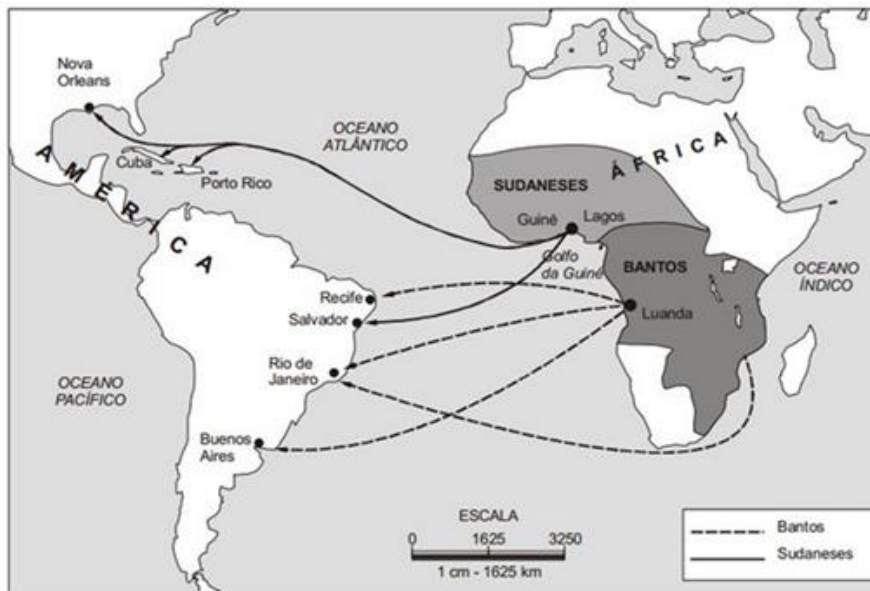 Nova
Orleans
OCEANO
ATLÂNTICO
AMÉRICA
Cuba
Porto Rico
ÁFRICA
SUDANESES
Guiné
Lagos
Golfo
da Guiné
BANTOS
OCEANO
ÍNDICO
Recife
Salvador
Luanda
Rio de
Janeiro
OCEANO
PACÍFICO
Buenos
Aires
ESCALA
0 1625 3250
1 cm - 1625 km
Bantos
Sudaneses